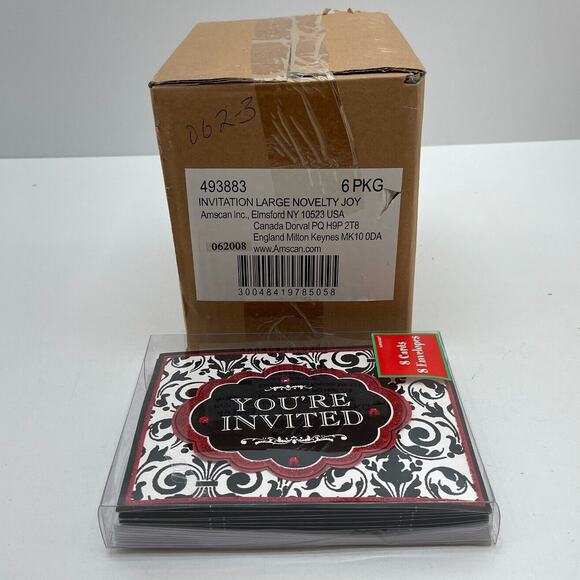 0623
493883 6 PKG
INVITATION LARGE NOVELTY JOY
Amscan Inc., Elmsford NY 10523 USA
Canada Dorval PQ H9P 2T8
England Milton Keynes MK10 0DA
062008 www.Amscan.com
30048419785058
8 Cards
8 Envelopes
YOU'RE
INVITED